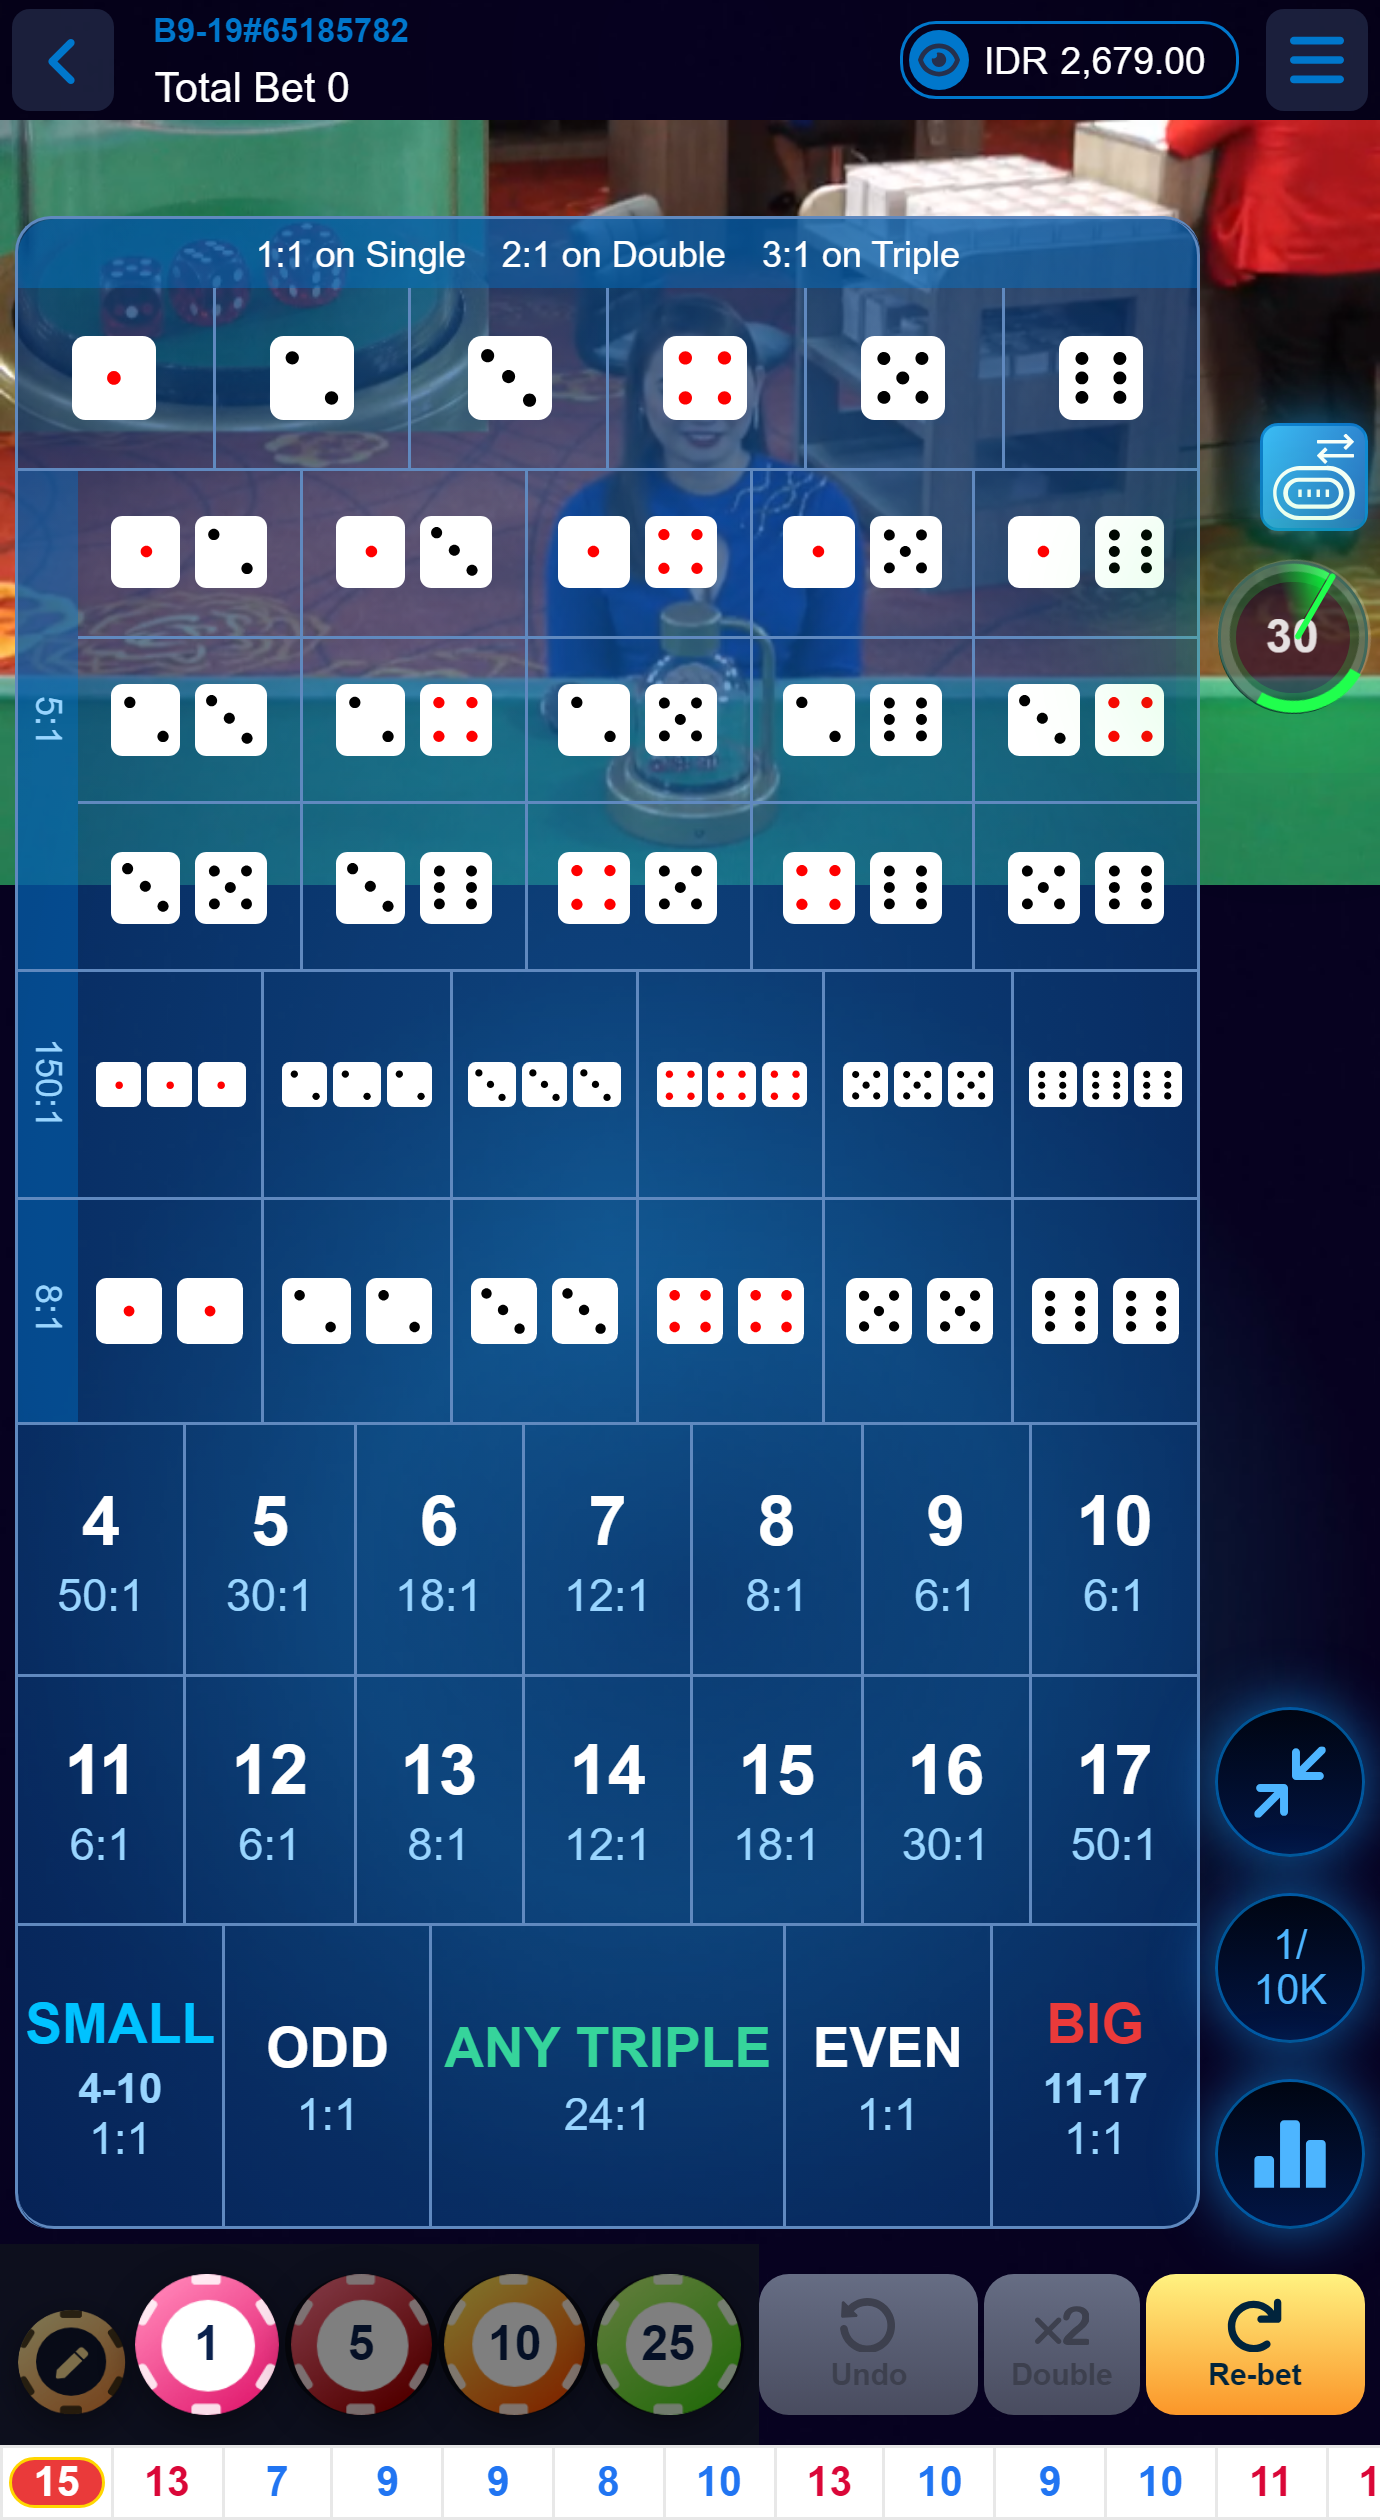 B9-19#65185782
Total Bet 0
IDR 2,679.00
1:1 on Single 2:1 on Double 3:1 on Triple
30
5:1
150:1
8:1
4 5 6 7 8 9 10
50:1 30:1 18:1 12:1 8:1 6:1 6:1
11 12 13 14 15 16 17
6:1 6:1 8:1 12:1 18:1 30:1 50:1
1/
10K
SMALL ODD ANY TRIPLE EVEN BIG
4-10 11-17
1:1 1:1 24:1 1:1 1:1
1 5 10 25
x2
Undo Double Re-bet
15 13 7 9 9 8 10 13 10 9 10 11